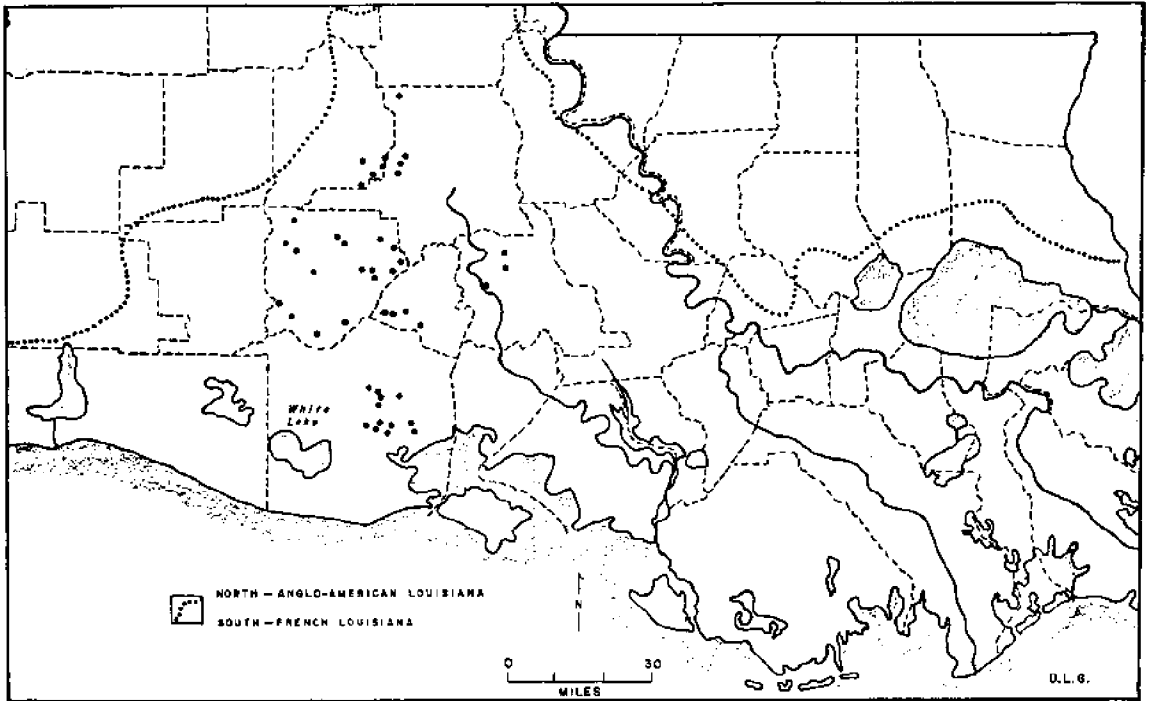 White
Lake
NORTH — ANGLO-AMERICAN LOUISIANA
SOUTH — FRENCH LOUISIANA
N
0 30
MILES
U.L.G.